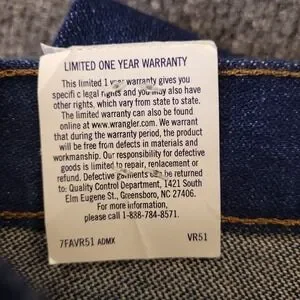 LIMITED ONE YEAR WARRANTY
This limited 1 year warranty gives you
specific legal rights and you may also have
other rights, which vary from state to state.
The limited warranty can also be found
online at www.wrangler.com. We warrant
that during the warranty period, the product
will be free from defects in materials and
workmanship. Our responsibility for defective
goods is limited to repair, replacement or
refund. Defective garments can be returned
to: Quality Control Department, 1421 South
Elm Eugene St., Greensboro, NC 27406.
For more information,
please call 1-888-784-8571.
7FAVR51 ADMX VR51